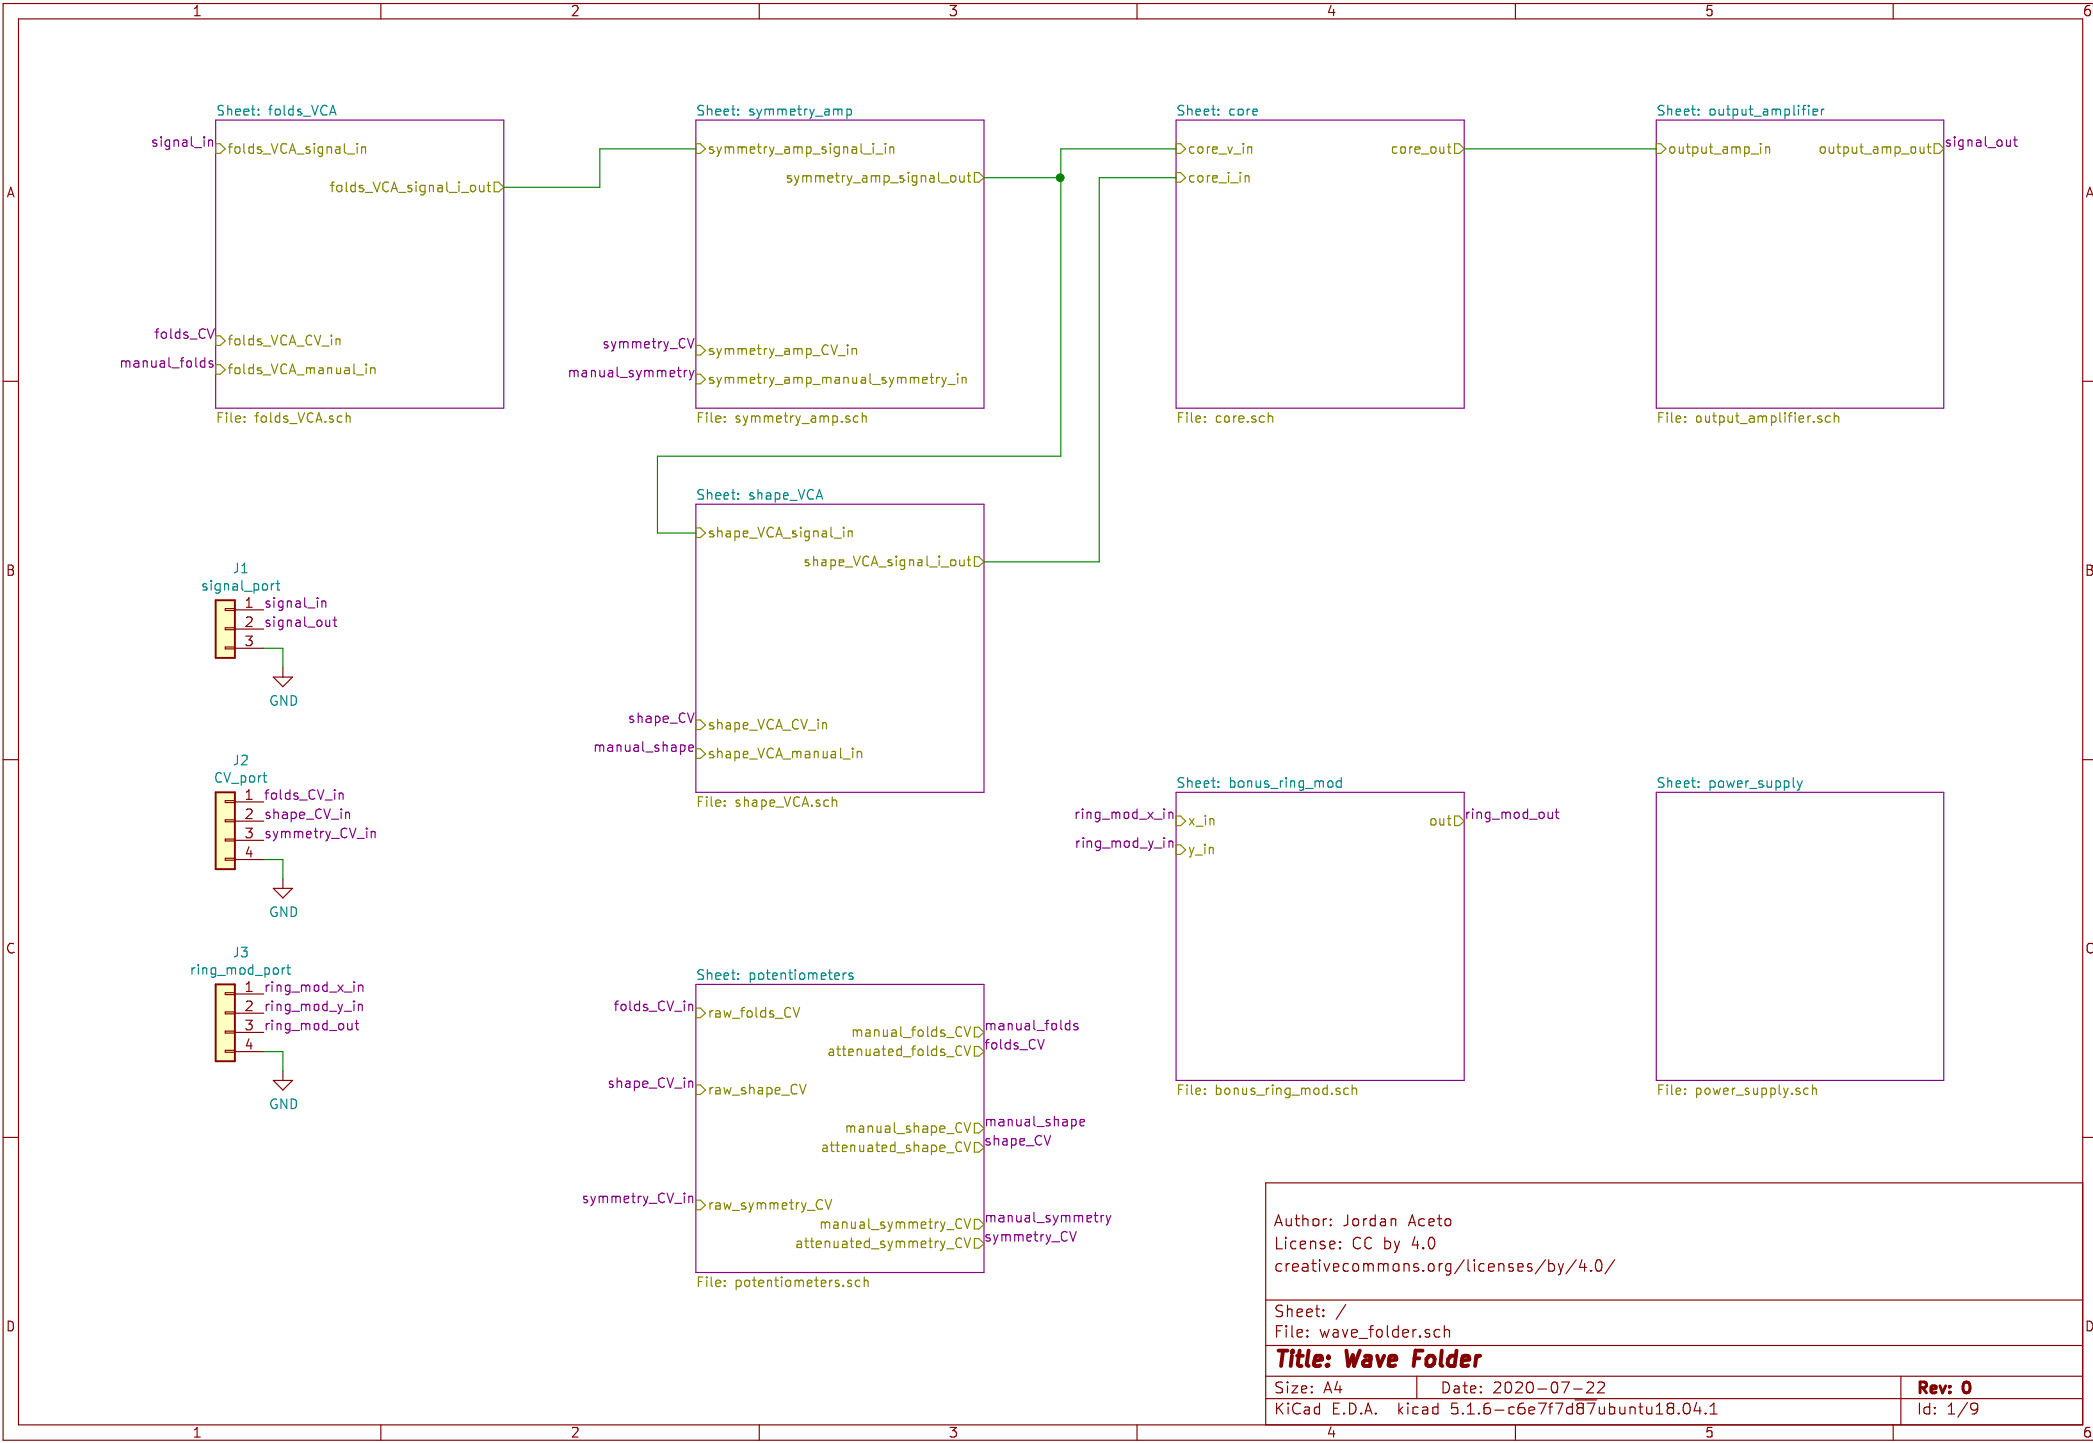 1 2 3 4 5 6
A A
B B
C C
D D
Sheet: folds_VCA
signal_in
folds_VCA_signal_in
folds_VCA_signal_i_out
folds_CV
folds_VCA_CV_in
manual_folds
folds_VCA_manual_in
File: folds_VCA.sch
Sheet: symmetry_amp
symmetry_amp_signal_i_in
symmetry_amp_signal_out
symmetry_CV
symmetry_amp_CV_in
manual_symmetry
symmetry_amp_manual_symmetry_in
File: symmetry_amp.sch
Sheet: core
core_v_in
core_out
core_i_in
File: core.sch
Sheet: output_amplifier
output_amp_in
output_amp_out
signal_out
File: output_amplifier.sch
Sheet: shape_VCA
shape_VCA_signal_in
shape_VCA_signal_i_out
shape_CV
shape_VCA_CV_in
manual_shape
shape_VCA_manual_in
File: shape_VCA.sch
J1
signal_port
1 signal_in
2 signal_out
3
GND
J2
CV_port
1 folds_CV_in
2 shape_CV_in
3 symmetry_CV_in
4
GND
J3
ring_mod_port
1 ring_mod_x_in
2 ring_mod_y_in
3 ring_mod_out
4
GND
Sheet: potentiometers
folds_CV_in
raw_folds_CV
manual_folds_CV
manual_folds
attenuated_folds_CV
folds_CV
shape_CV_in
raw_shape_CV
manual_shape_CV
manual_shape
attenuated_shape_CV
shape_CV
symmetry_CV_in
raw_symmetry_CV
manual_symmetry_CV
manual_symmetry
attenuated_symmetry_CV
symmetry_CV
File: potentiometers.sch
Sheet: bonus_ring_mod
ring_mod_x_in
x_in
out
ring_mod_out
ring_mod_y_in
y_in
File: bonus_ring_mod.sch
Sheet: power_supply
File: power_supply.sch
Author: Jordan Aceto
License: CC by 4.0
creativecommons.org/licenses/by/4.0/
Sheet: /
File: wave_folder.sch
Title: Wave Folder
Size: A4 Date: 2020-07-22 Rev: 0
KiCad E.D.A. kicad 5.1.6-c6e7f7d87ubuntu18.04.1 Id: 1/9
1 2 3 4 5 6